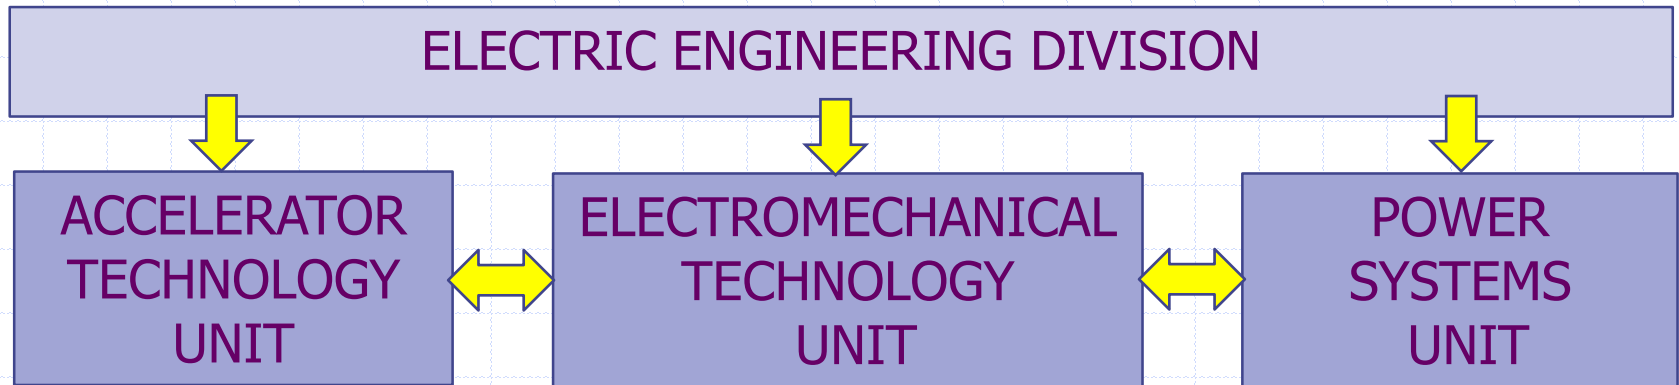 ELECTRIC ENGINEERING DIVISION
ACCELERATOR
TECHNOLOGY
UNIT
ELECTROMECHANICAL
TECHNOLOGY
UNIT
POWER
SYSTEMS
UNIT